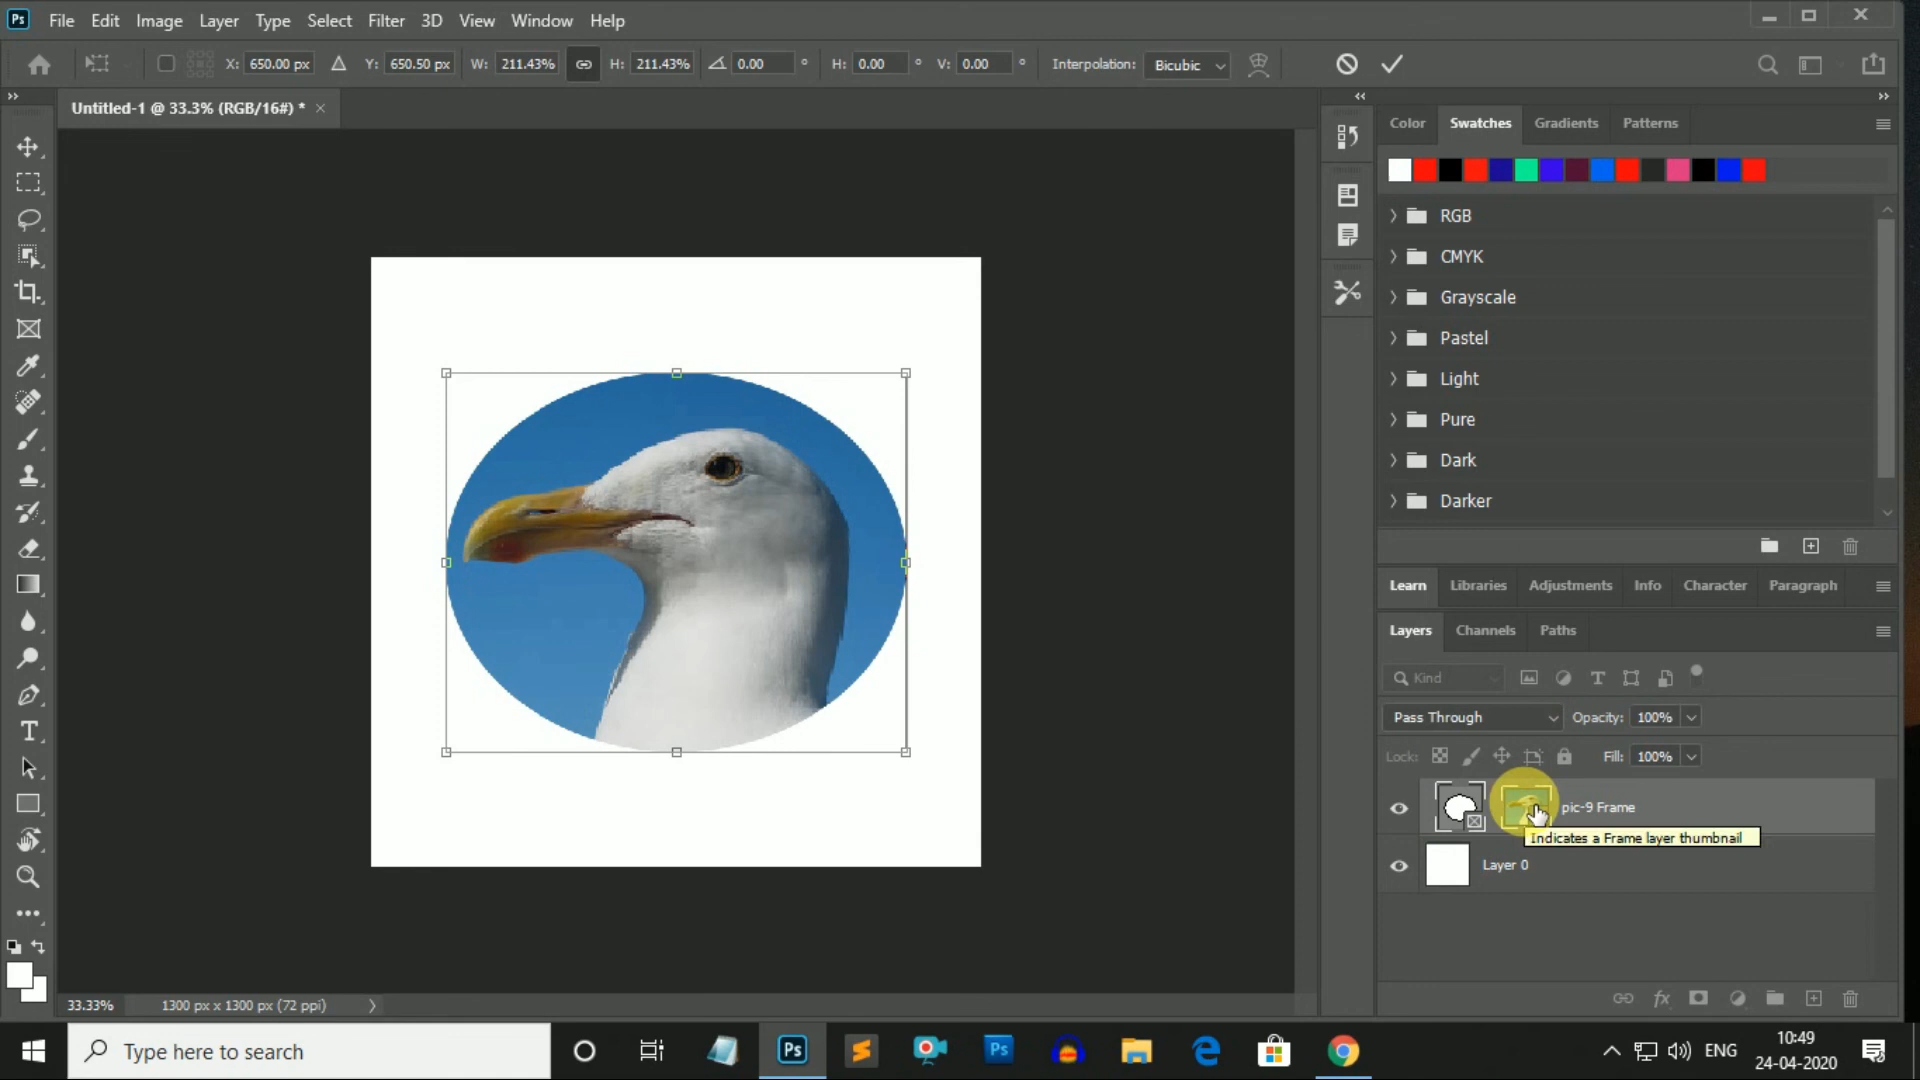 Ps File Edit Image Layer Type Select Filter 3D View Window Help
X: 650.00 px Y: 650.50 px W: 211.43% H: 211.43% 0.00 ° H: 0.00 ° V: 0.00 ° Interpolation: Bicubic
Untitled-1 @ 33.3% (RGB/16#) * ×
Color Swatches Gradients Patterns
RGB
CMYK
Grayscale
Pastel
Light
Pure
Dark
Darker
Learn Libraries Adjustments Info Character Paragraph
Layers Channels Paths
Kind
Pass Through Opacity: 100%
Lock: Fill: 100%
pic-9 Frame
Indicates a Frame layer thumbnail
Layer 0
33.33% 1300 px x 1300 px (72 ppi)
Type here to search Ps Ps ENG 10:49
24-04-2020